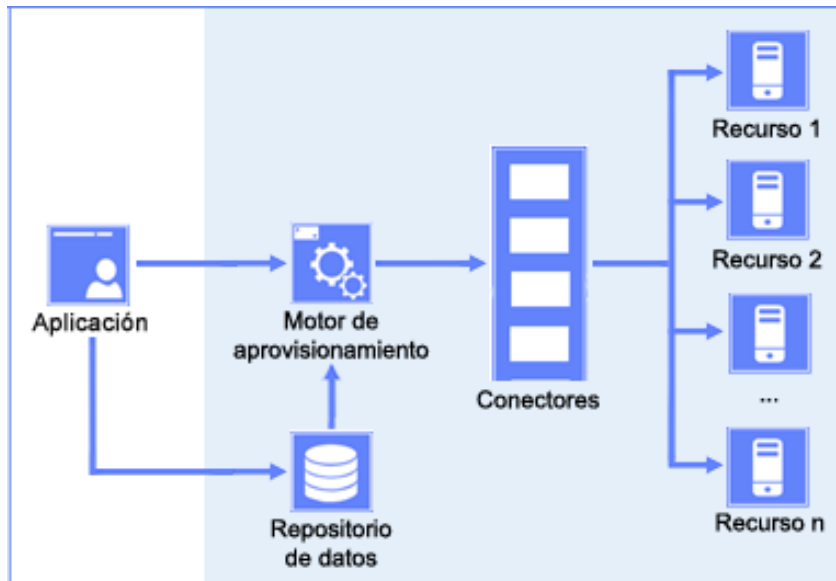 Recurso 1
Recurso 2
Aplicación
Motor de
aprovisionamiento
Conectores
...
Repositorio
de datos
Recurso n